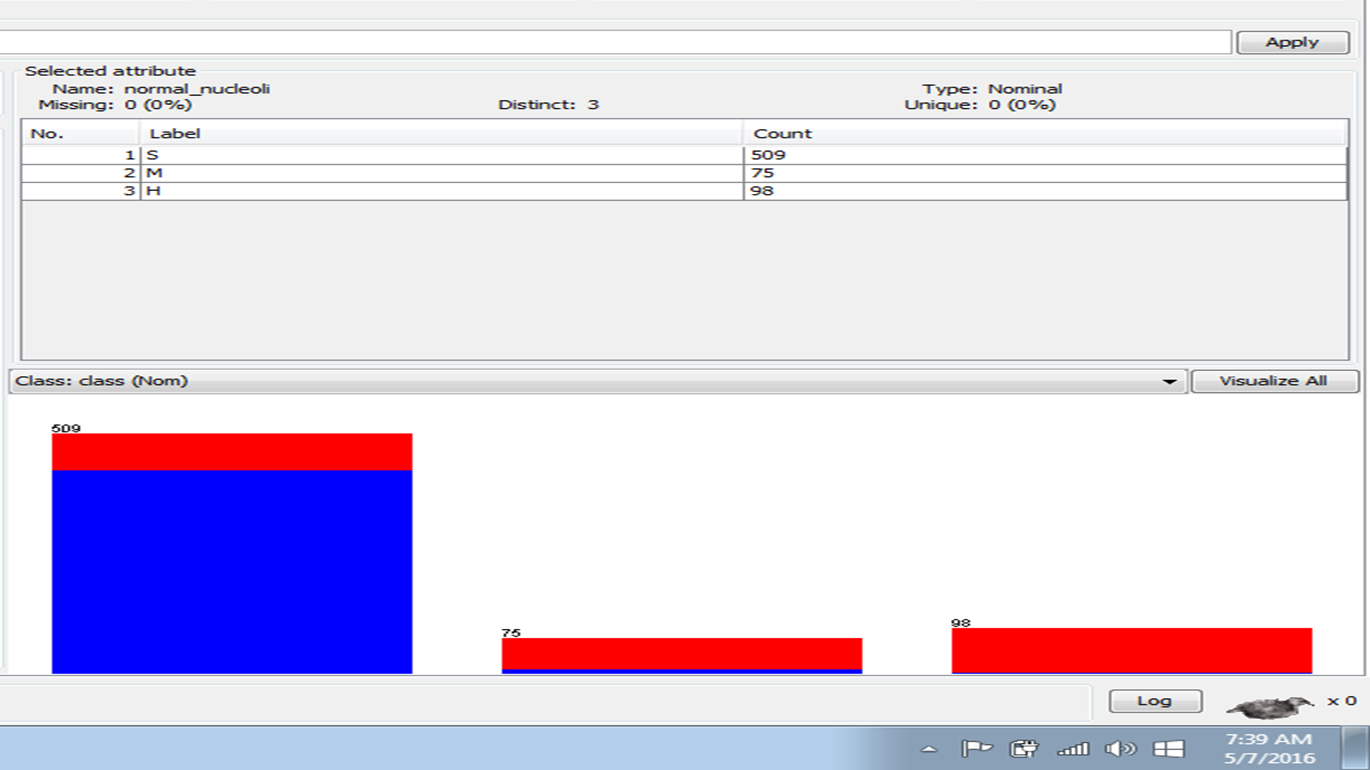 Apply
Selected attribute
Name: normal_nucleoli Type: Nominal
Missing: 0 (0%) Distinct: 3 Unique: 0 (0%)
No. Label Count
1 S 509
2 M 75
3 H 98
Class: class (Nom) Visualize All
509
75
98
Log x 0
7:39 AM
5/7/2016